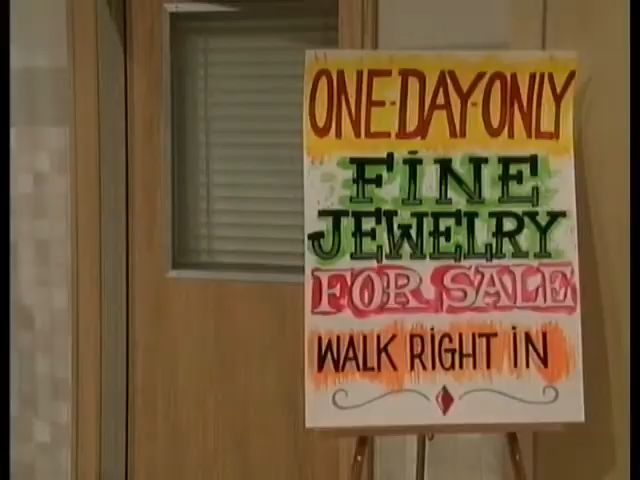 ONE-DAY-ONLY
FINE
JEWELRY
FOR SALE
WALK RIGHT IN